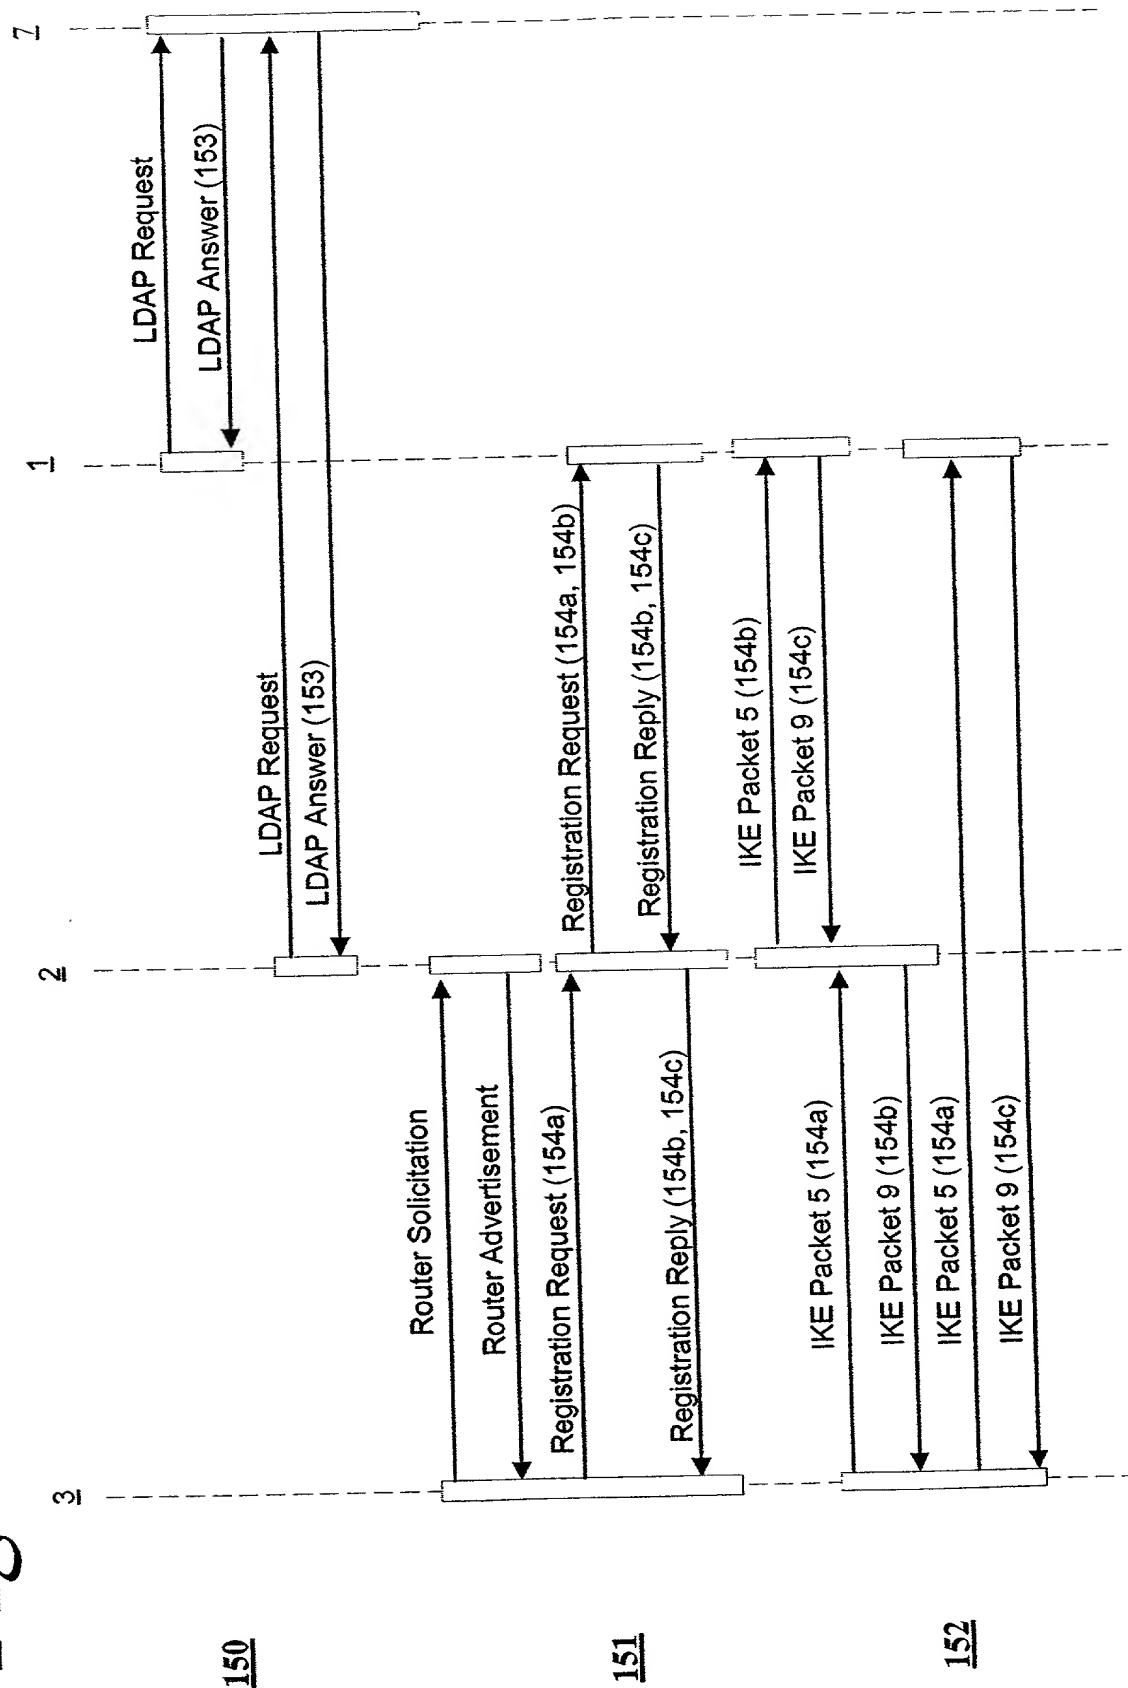 3
2
1
7
150
LDAP Request
LDAP Answer (153)
LDAP Request
LDAP Answer (153)
151
Router Solicitation
Router Advertisement
Registration Request (154a)
Registration Request (154a, 154b)
Registration Reply (154b, 154c)
Registration Reply (154b, 154c)
152
IKE Packet 5 (154b)
IKE Packet 9 (154c)
IKE Packet 5 (154a)
IKE Packet 9 (154b)
IKE Packet 5 (154a)
IKE Packet 9 (154c)